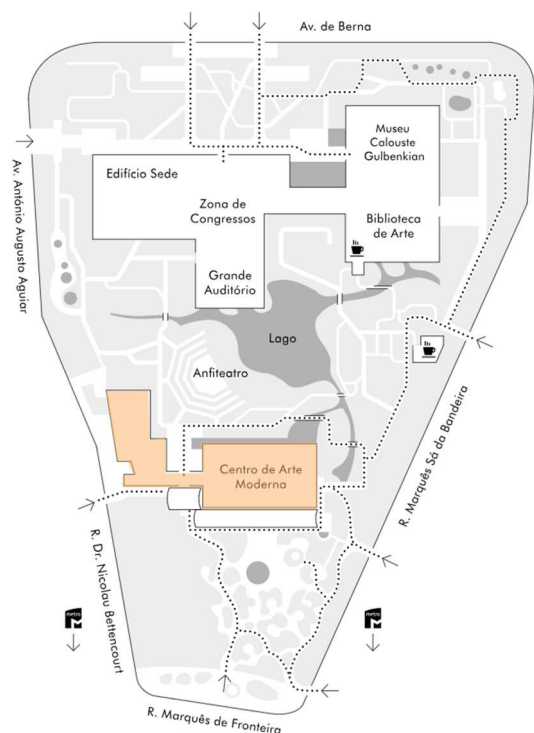 Av. de Berna
Museu
Calouste
Gulbenkian
Edifício Sede
Zona de
Congressos
Biblioteca
de Arte
Av. António Augusto Aguiar
Grande
Auditório
Lago
Anfiteatro
R. Marquês Sá da Bandeira
Centro de Arte
Moderna
R. Dr. Nicolau Bettencourt
metro
metro
R. Marquês de Fronteira